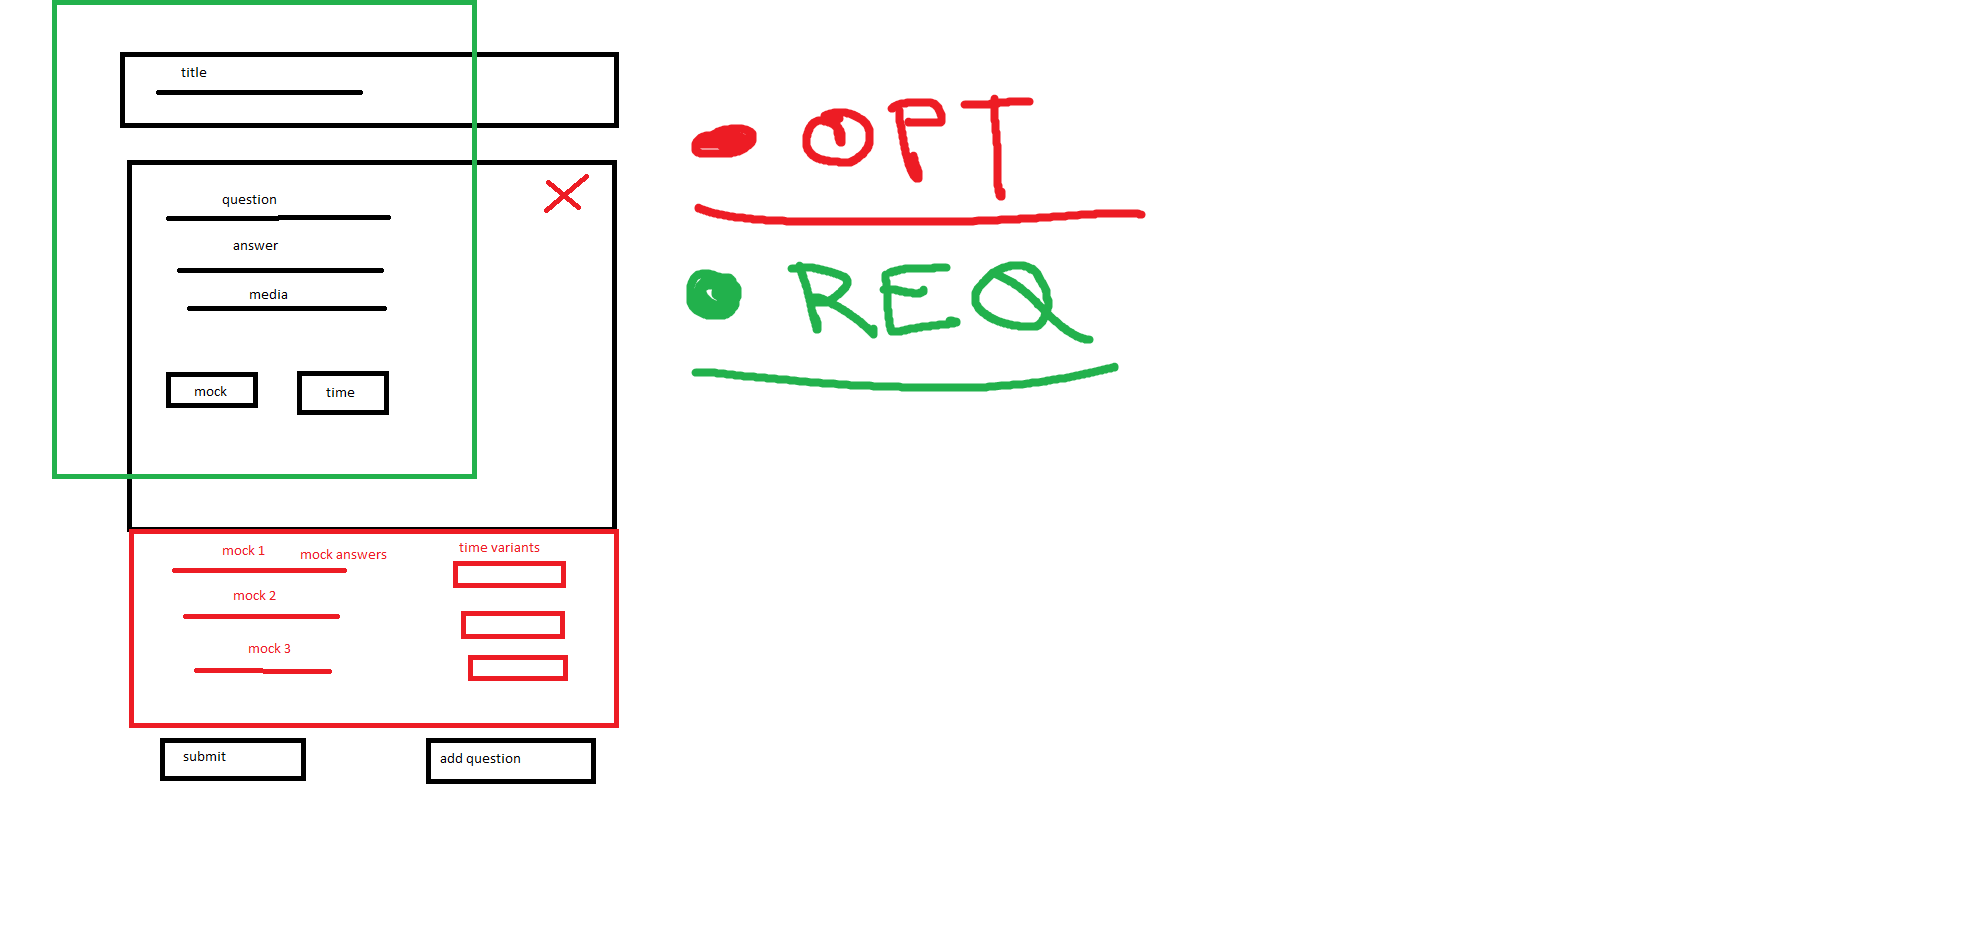 title
OPT
question
answer
media
REQ
mock
time
mock 1
mock answers
time variants
mock 2
mock 3
submit
add question